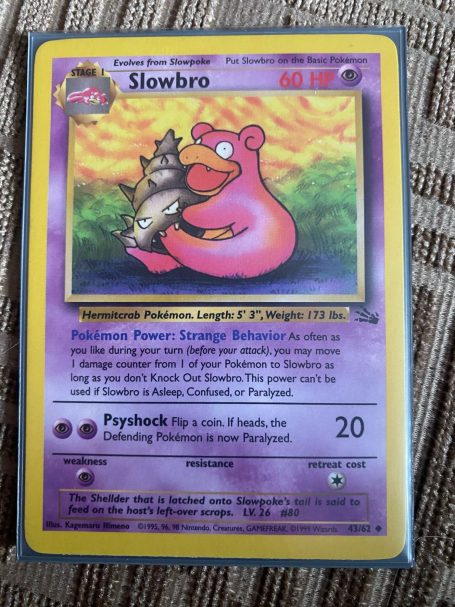 Evolves from Slowpoke Put Slowbro on the Basic Pokémon
STAGE 1 Slowbro 60 HP
Hermitcrab Pokémon. Length: 5' 3", Weight: 173 lbs.
Pokémon Power: Strange Behavior As often as
you like during your turn (before your attack), you may move
1 damage counter from 1 of your Pokémon to Slowbro as
long as you don't Knock Out Slowbro. This power can't be
used if Slowbro is Asleep, Confused, or Paralyzed.
Psyshock Flip a coin. If heads, the
Defending Pokémon is now Paralyzed.
20
weakness resistance retreat cost
The Shellder that is latched onto Slowpoke's tail is said to
feed on the host's left-over scraps. LV. 26 #80
Illus. Kagemaru Himeno ©1995, 96, 98 Nintendo, Creatures, GAMEFREAK. ©1999 Wizards. 43/62